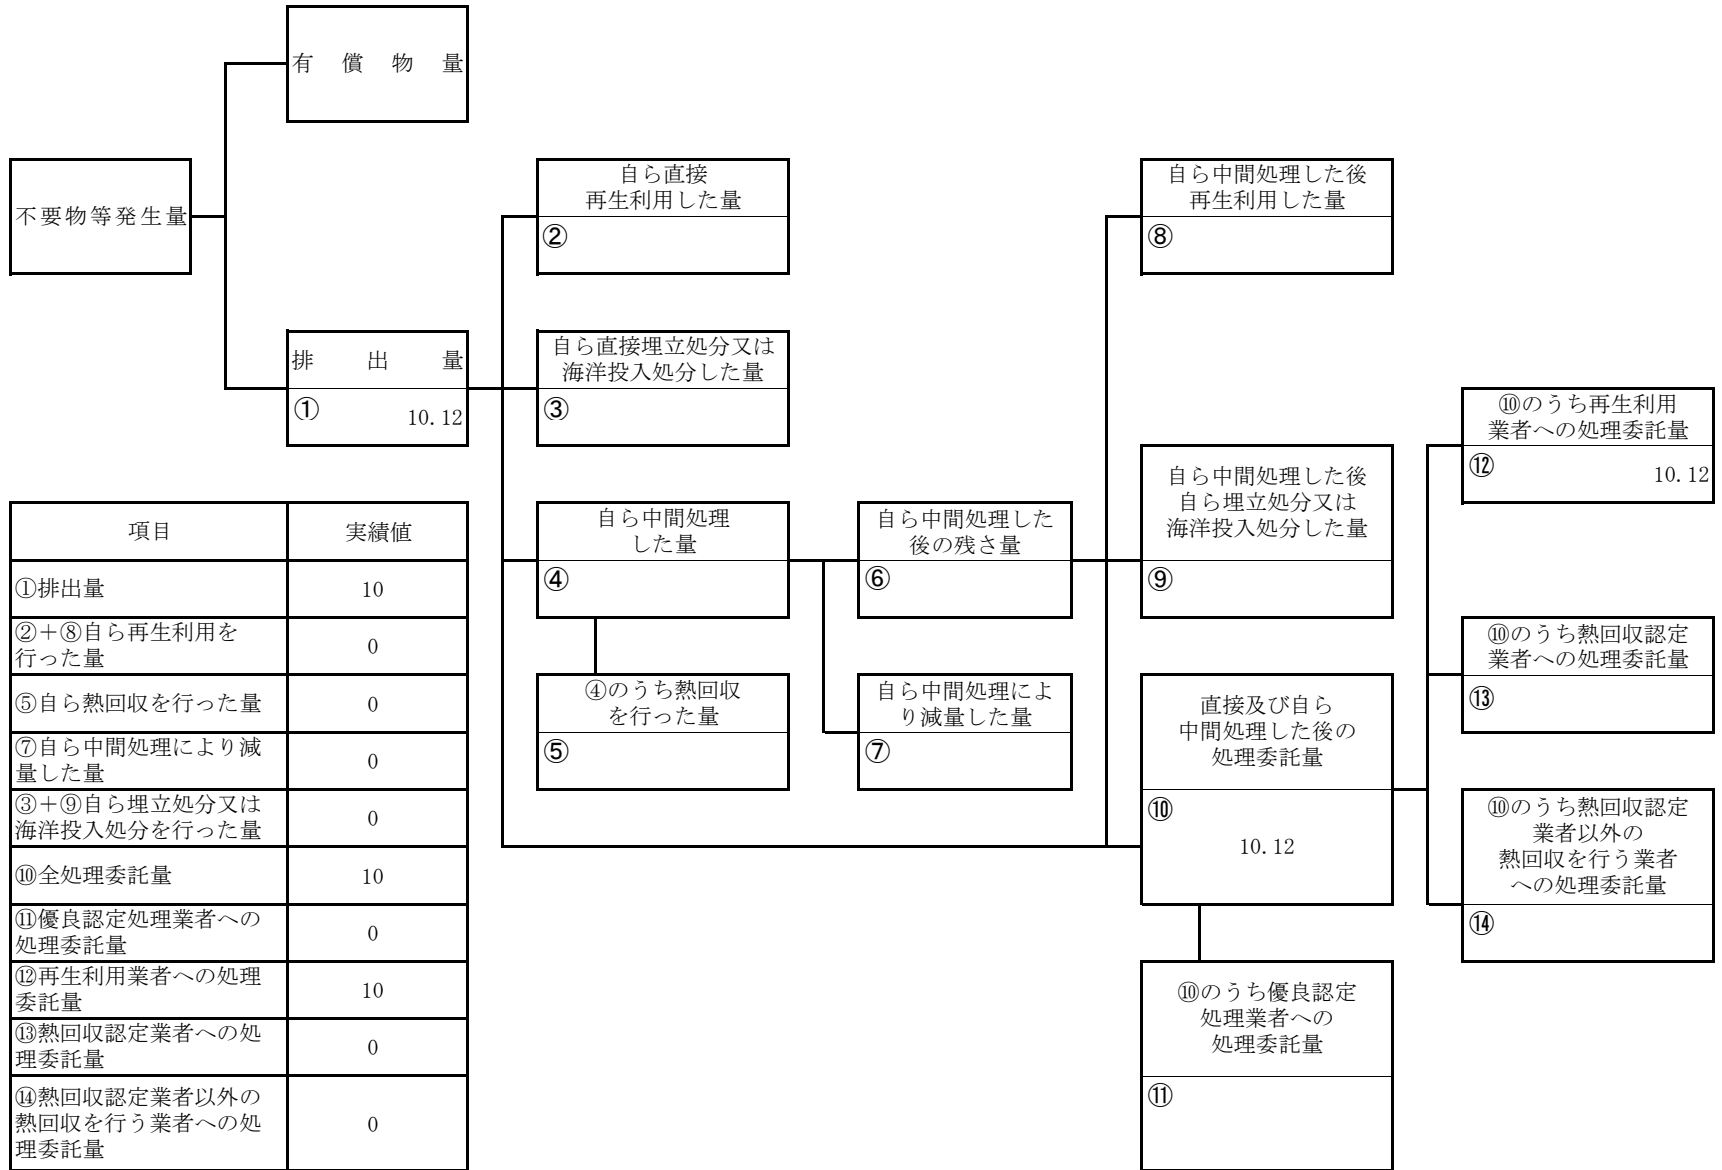 有償物量
不要物等発生量
排出量
①
10.12
自ら直接
再生利用した量
②
自ら直接埋立処分又は
海洋投入処分した量
③
自ら中間処理
した量
④
④のうち熱回収
を行った量
⑤
自ら中間処理した
後の残さ量
⑥
自ら中間処理によ
り減量した量
⑦
自ら中間処理した後
再生利用した量
⑧
自ら中間処理した後
自ら埋立処分又は
海洋投入処分した量
⑨
直接及び自ら
中間処理した後の
処理委託量
⑩
10.12
⑩のうち優良認定
処理業者への
処理委託量
⑪
⑩のうち再生利用
業者への処理委託量
⑫
10.12
⑩のうち熱回収認定
業者への処理委託量
⑬
⑩のうち熱回収認定
業者以外の
熱回収を行う業者
への処理委託量
⑭
項目 実績値
①排出量 10
②＋⑧自ら再生利用を
行った量 0
⑤自ら熱回収を行った量 0
⑦自ら中間処理により減
量した量 0
③＋⑨自ら埋立処分又は
海洋投入処分を行った量 0
⑩全処理委託量 10
⑪優良認定処理業者への
処理委託量 0
⑫再生利用業者への処理
委託量 10
⑬熱回収認定業者への処
理委託量 0
⑭熱回収認定業者以外の
熱回収を行う業者への処
理委託量 0